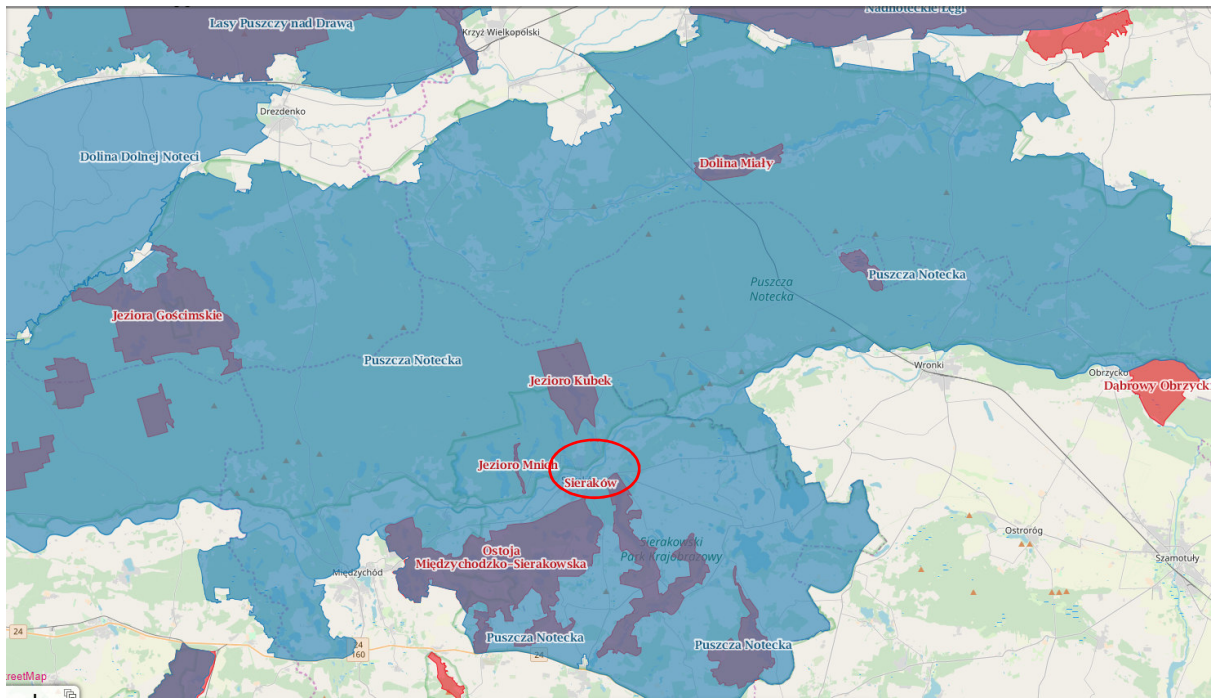 Lasy Puszczy nad Drawą
Nadnoteckie Łęgi
Krzyż Wielkopolski
Drezdenko
Dolina Dolnej Noteci
Dolina Miały
Puszcza Notecka
Puszcza
Notecka
Jeziora Gościmskie
Puszcza Notecka
Wronki
Obrzycko
Jezioro Kubek
Dąbrowy Obrzyck
Jezioro Mnich
Sieraków
Ostroróg
Sierakowski
Park Krajobrazowy
Ostoja
Międzychodzko-Sierakowska
Szamotuły
Międzychód
24
Puszcza Notecka
Puszcza Notecka
24
160
24
reetMap